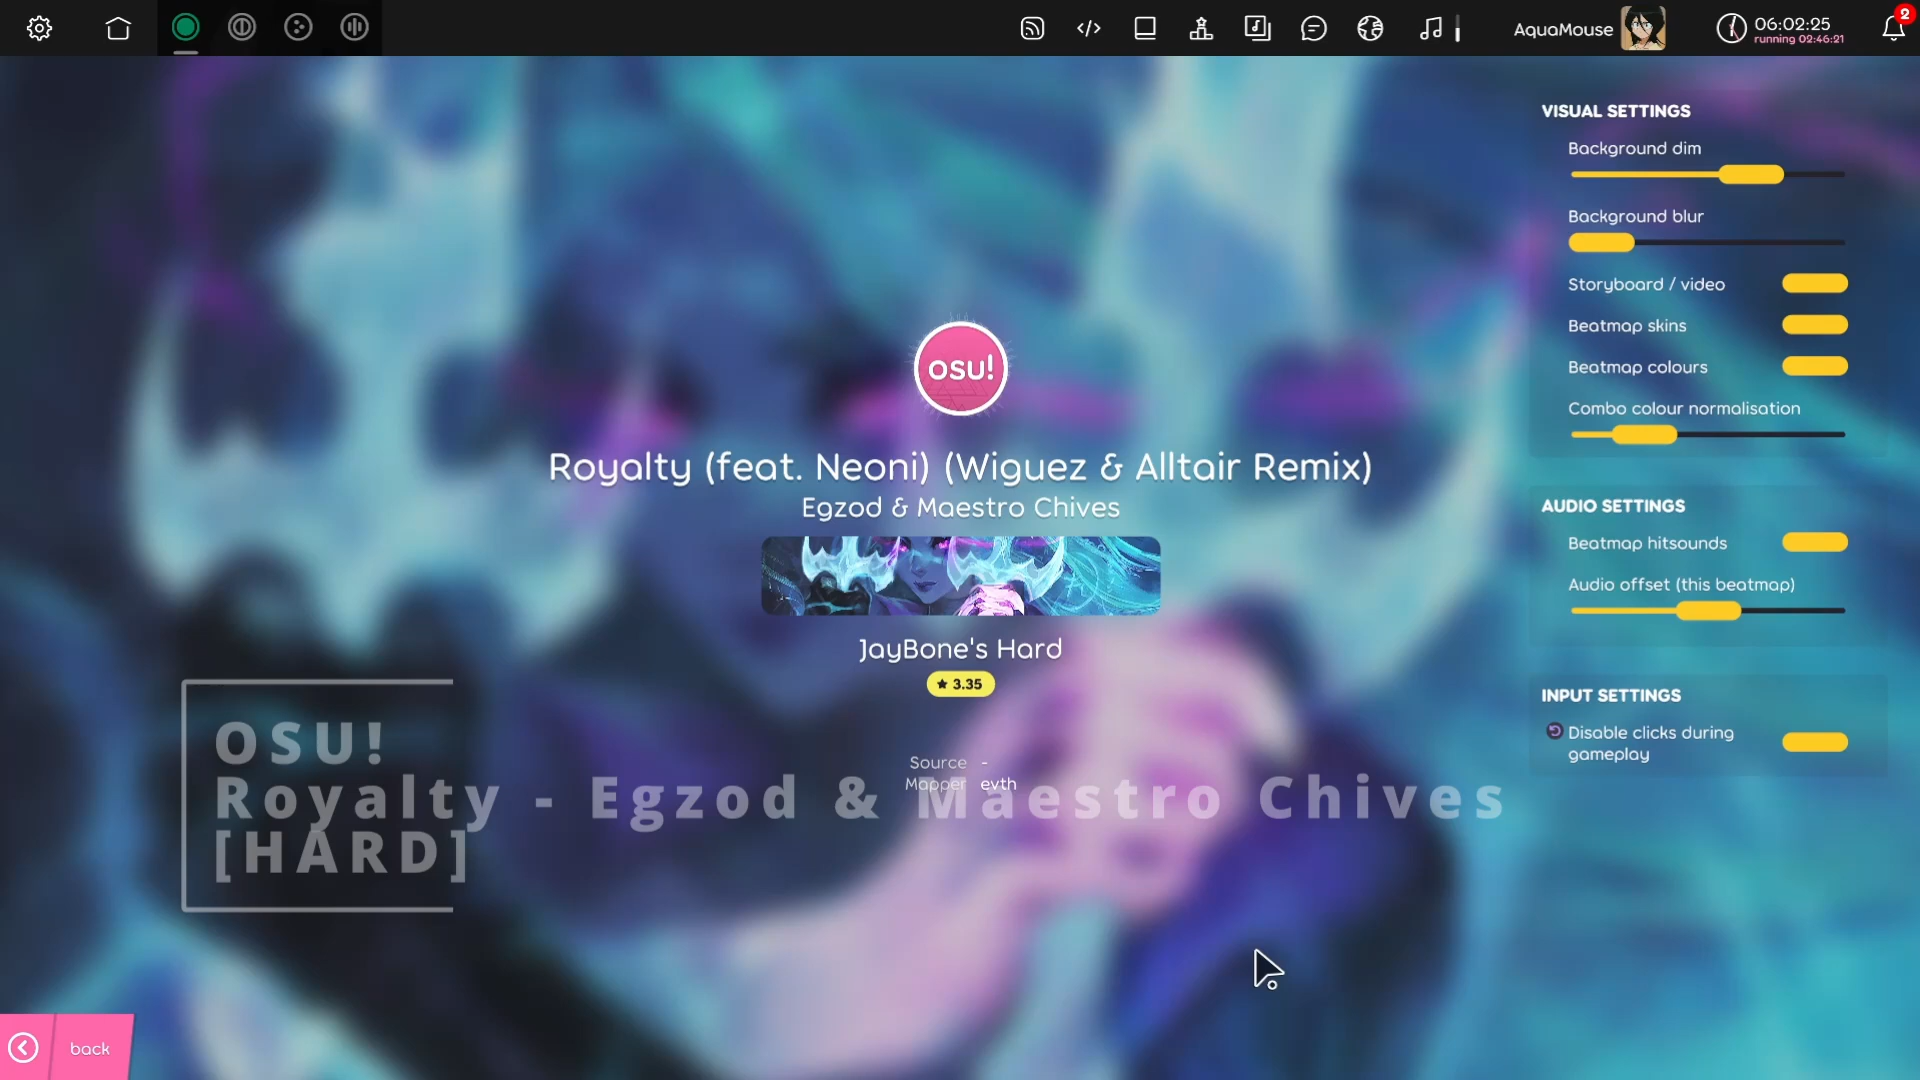 AquaMouse
06:02:25
running 02:46:21
2
VISUAL SETTINGS
Background dim
Background blur
Storyboard / video
Beatmap skins
Beatmap colours
Combo colour normalisation
AUDIO SETTINGS
Beatmap hitsounds
Audio offset (this beatmap)
INPUT SETTINGS
Disable clicks during
gameplay
osu!
Royalty (feat. Neoni) (Wiguez & Alltair Remix)
Egzod & Maestro Chives
JayBone's Hard
3.35
Source -
Mapper evth
OSU!
Royalty - Egzod & Maestro Chives
[HARD]
back